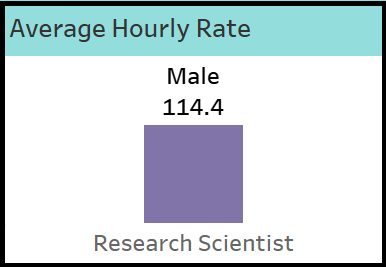 Average Hourly Rate
Male
114.4
Research Scientist